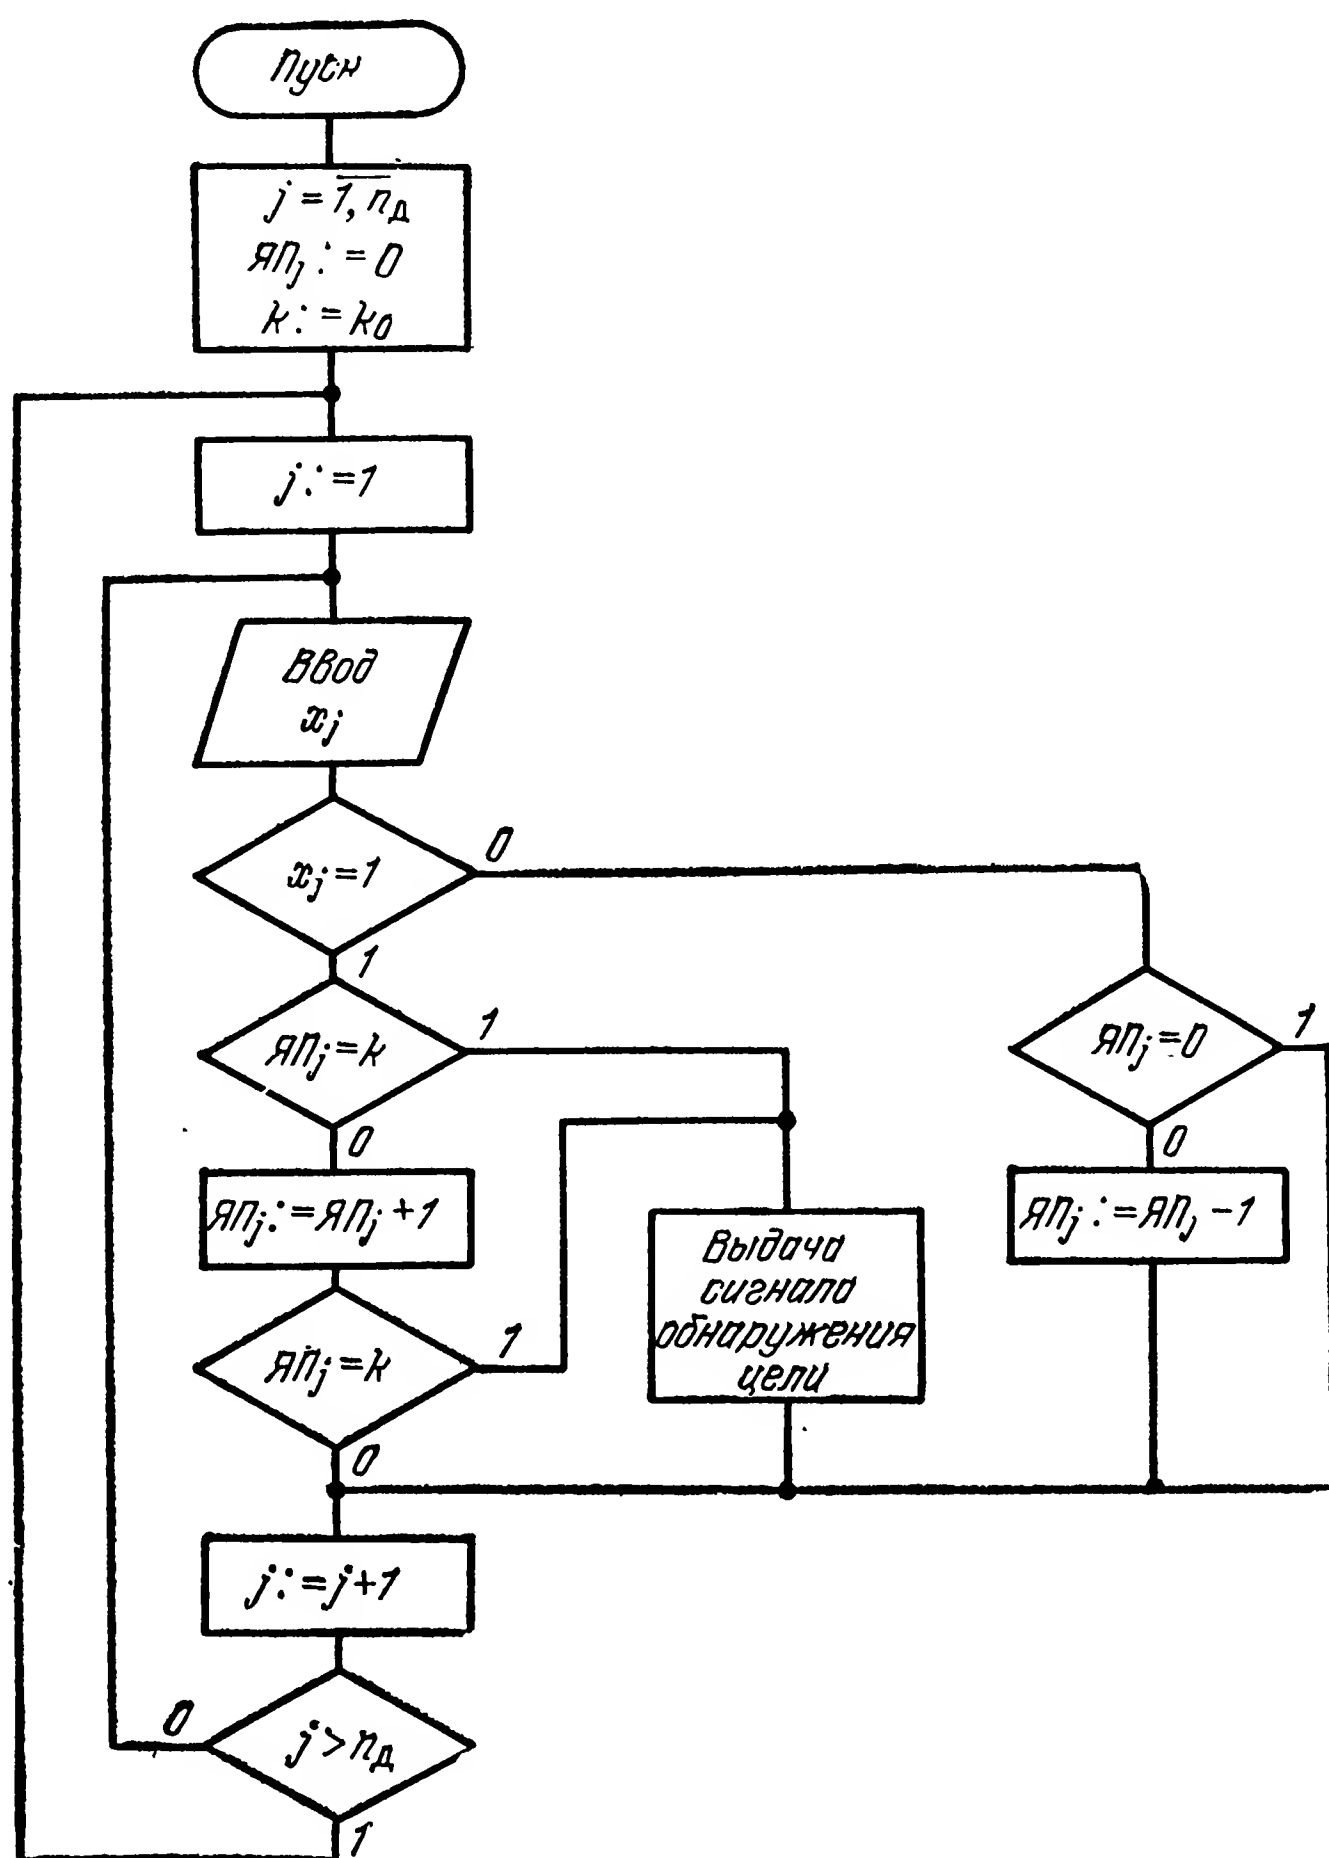 Пуск
j = 1, nд
ЯПj := 0
k := k0
j := 1
Ввод
xj
xj = 1
0
1
ЯПj = k
1
0
ЯПj = 0
1
0
ЯПj := ЯПj + 1
ЯПj := ЯПj - 1
Выдача
сигнала
обнаружения
цели
ЯПj = k
1
0
j := j + 1
j > nд
0
1